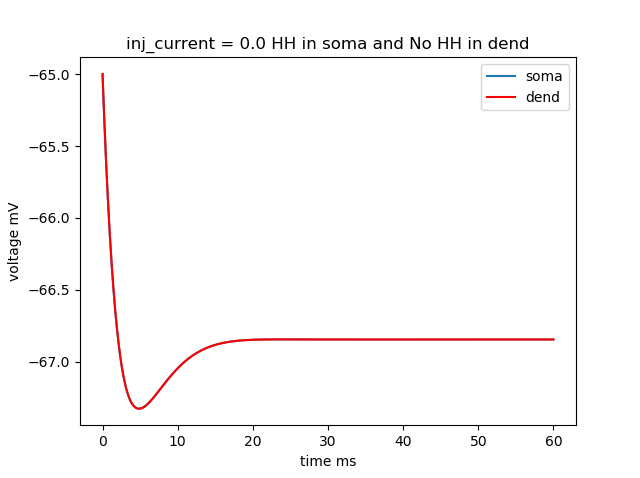 inj_current = 0.0 HH in soma and No HH in dend
soma
dend
−65.0
−65.5
−66.0
−66.5
−67.0
voltage mV
0 10 20 30 40 50 60
time ms